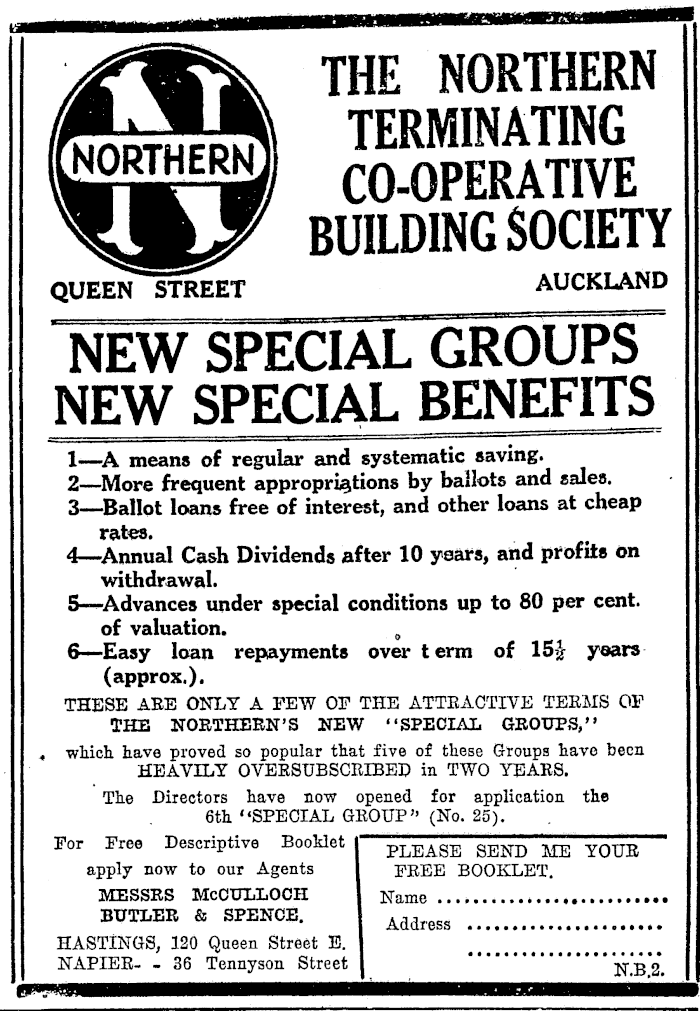 NORTHERN
THE NORTHERN
TERMINATING
CO-OPERATIVE
BUILDING SOCIETY
QUEEN STREET
AUCKLAND
NEW SPECIAL GROUPS
NEW SPECIAL BENEFITS
1—A means of regular and systematic saving.
2—More frequent appropriations by ballots and sales.
3—Ballot loans free of interest, and other loans at cheap
rates.
4—Annual Cash Dividends after 10 years, and profits on
withdrawal.
5—Advances under special conditions up to 80 per cent.
of valuation.
6—Easy loan repayments over term of 15½ years
(approx.).
THESE ARE ONLY A FEW OF THE ATTRACTIVE TERMS OF
THE NORTHERN'S NEW "SPECIAL GROUPS,"
which have proved so popular that five of these Groups have been
HEAVILY OVERSUBSCRIBED in TWO YEARS.
The Directors have now opened for application the
6th "SPECIAL GROUP" (No. 25).
For Free Descriptive Booklet
apply now to our Agents
MESSRS McCULLOCH
BUTLER & SPENCE.
HASTINGS, 120 Queen Street E.
NAPIER- - 36 Tennyson Street
PLEASE SEND ME YOUR
FREE BOOKLET.
Name ..........................
Address ......................
......................
N.B.2.